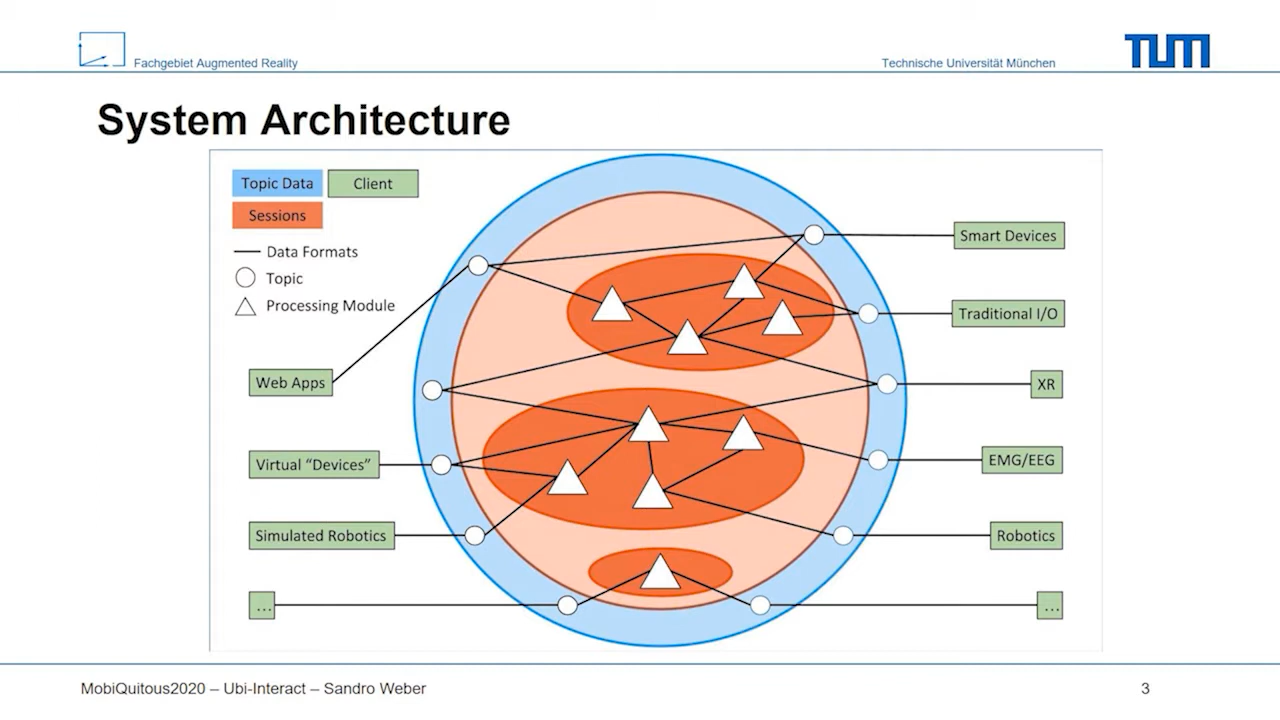 Fachgebiet Augmented Reality
Technische Universität München
TUM
System Architecture
Topic Data
Client
Sessions
Data Formats
Topic
Processing Module
Smart Devices
Traditional I/O
Web Apps
XR
Virtual “Devices”
EMG/EEG
Simulated Robotics
Robotics
...
...
MobiQuitous2020 – Ubi-Interact – Sandro Weber
3